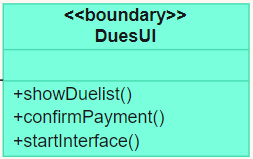 <<boundary>>
DuesUI
+showDuelist()
+confirmPayment()
+startInterface()